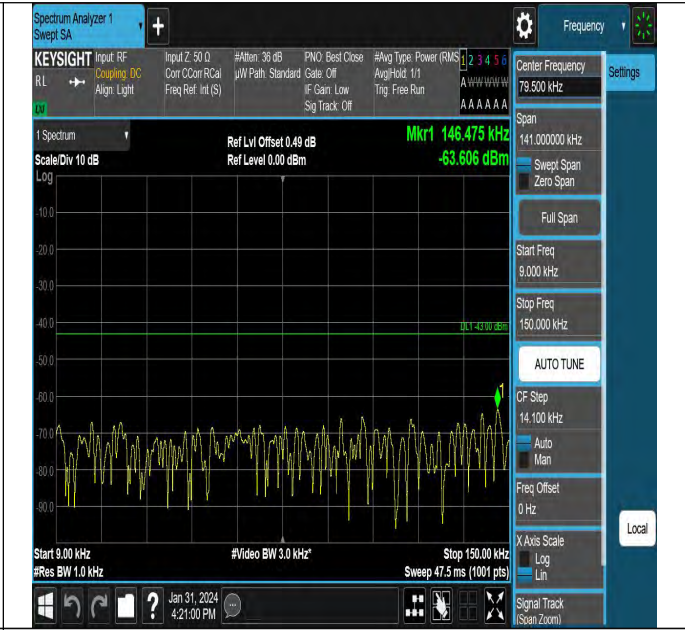 Spectrum Analyzer 1
Swept SA
+
Frequency
KEYSIGHT
RL
Input: RF
Coupling: DC
Align: Light
Input Z: 50 Ω
Corr CCorr RCal
Freq Ref: Int (S)
#Atten: 36 dB
µW Path: Standard
PNO: Best Close
Gate: Off
IF Gain: Low
Sig Track: Off
#Avg Type: Power (RMS
Avg|Hold: 1/1
Trig: Free Run
1 2 3 4 5 6
A W W W W W
A A A A A A
1 Spectrum
Scale/Div 10 dB
Ref Lvl Offset 0.49 dB
Ref Level 0.00 dBm
Mkr1 146.475 kHz
-63.606 dBm
Log
-10.0
-20.0
-30.0
-40.0
DL1 -43.00 dBm
-50.0
-60.0
1
-70.0
-80.0
-90.0
Start 9.00 kHz
#Video BW 3.0 kHz*
Stop 150.00 kHz
#Res BW 1.0 kHz
Sweep 47.5 ms (1001 pts)
?
Jan 31, 2024
4:21:00 PM
Center Frequency
79.500 kHz
Settings
Span
141.000000 kHz
Swept Span
Zero Span
Full Span
Start Freq
9.000 kHz
Stop Freq
150.000 kHz
AUTO TUNE
CF Step
14.100 kHz
Auto
Man
Freq Offset
0 Hz
X Axis Scale
Log
Lin
Local
Signal Track
(Span Zoom)